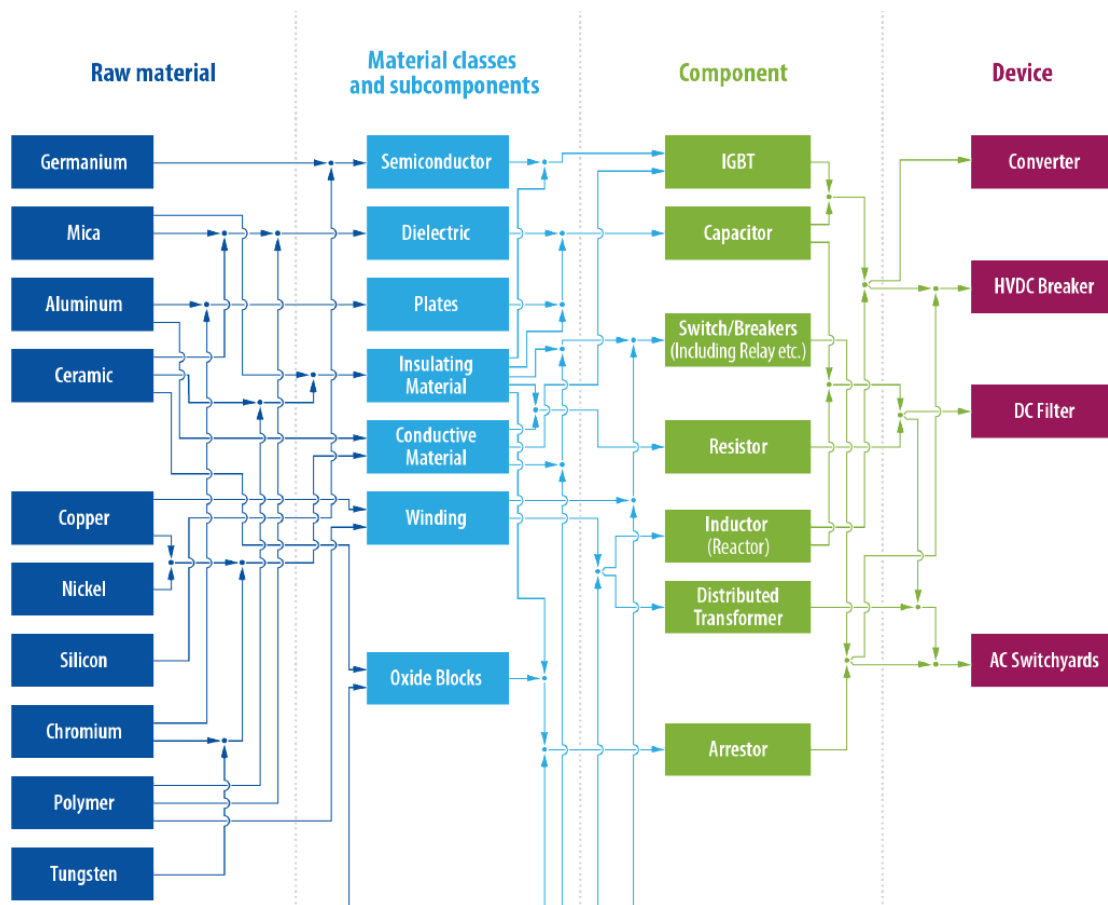 Raw material
Material classes
and subcomponents
Component
Device
Germanium
Mica
Aluminum
Ceramic
Copper
Nickel
Silicon
Chromium
Polymer
Tungsten
Semiconductor
Dielectric
Plates
Insulating
Material
Conductive
Material
Winding
Oxide Blocks
IGBT
Capacitor
Switch/Breakers
(Including Relay etc.)
Resistor
Inductor
(Reactor)
Distributed
Transformer
Arrestor
Converter
HVDC Breaker
DC Filter
AC Switchyards